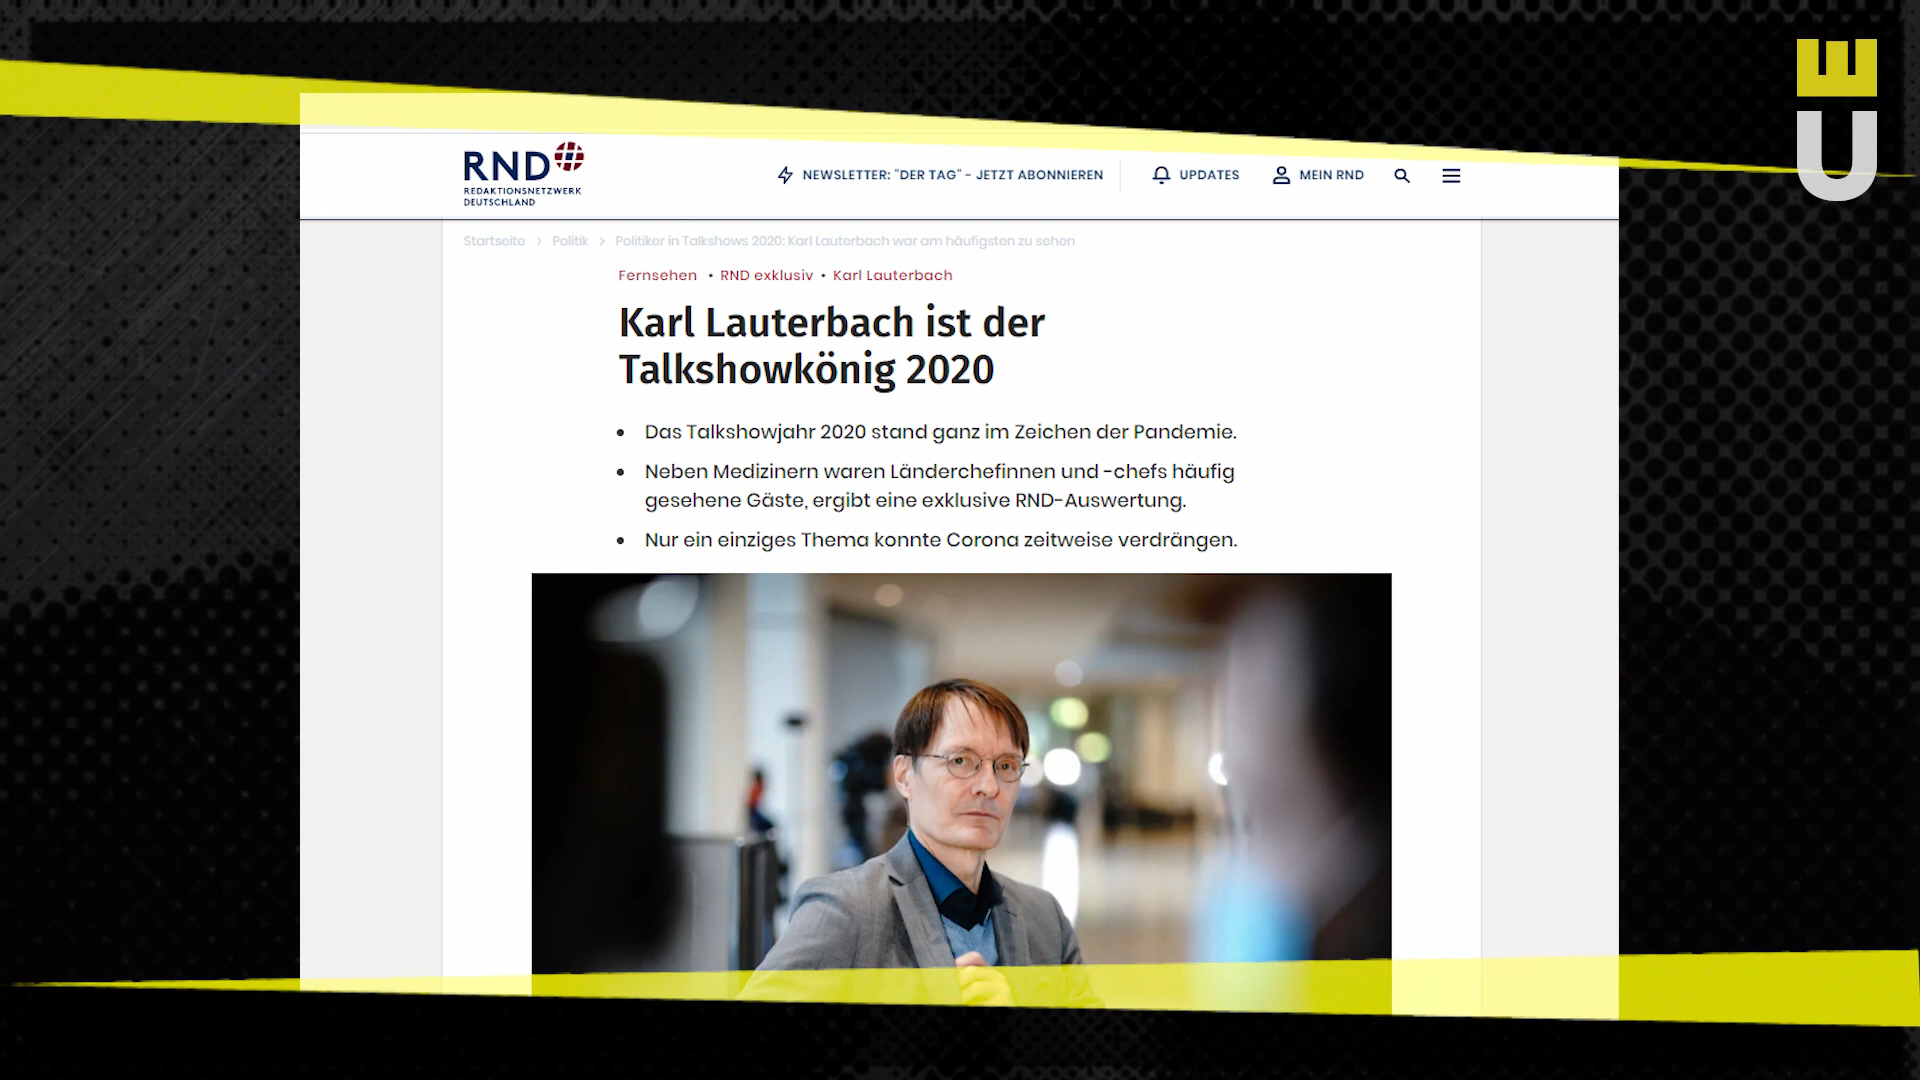 UE
RND
REDAKTIONSNETZWERK
DEUTSCHLAND
NEWSLETTER: "DER TAG" - JETZT ABONNIEREN
UPDATES
MEIN RND
Startseite > Politik > Politiker in Talkshows 2020: Karl Lauterbach war am häufigsten zu sehen
Fernsehen • RND exklusiv • Karl Lauterbach
Karl Lauterbach ist der
Talkshowkönig 2020
• Das Talkshowjahr 2020 stand ganz im Zeichen der Pandemie.
• Neben Medizinern waren Länderchefinnen und -chefs häufig
gesehene Gäste, ergibt eine exklusive RND-Auswertung.
• Nur ein einziges Thema konnte Corona zeitweise verdrängen.